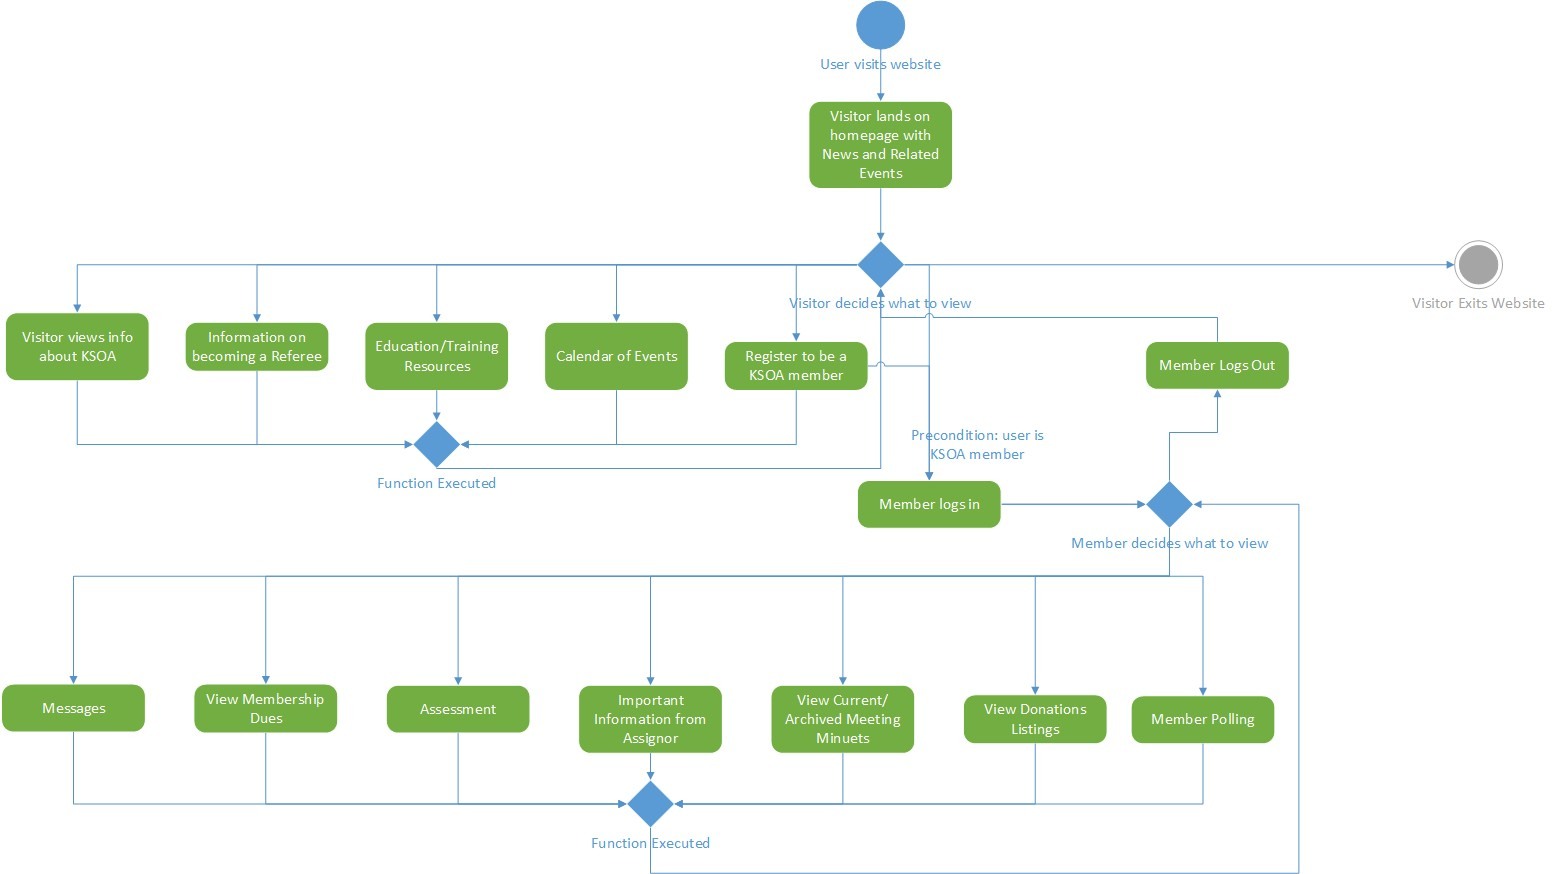 User visits website
Visitor lands on
homepage with
News and Related
Events
Visitor decides what to view
Visitor Exits Website
Visitor views info
about KSOA
Information on
becoming a Referee
Education/Training
Resources
Calendar of Events
Register to be a
KSOA member
Member Logs Out
Precondition: user is
KSOA member
Function Executed
Member logs in
Member decides what to view
Messages
View Membership
Dues
Assessment
Important
Information from
Assignor
View Current/
Archived Meeting
Minuets
View Donations
Listings
Member Polling
Function Executed